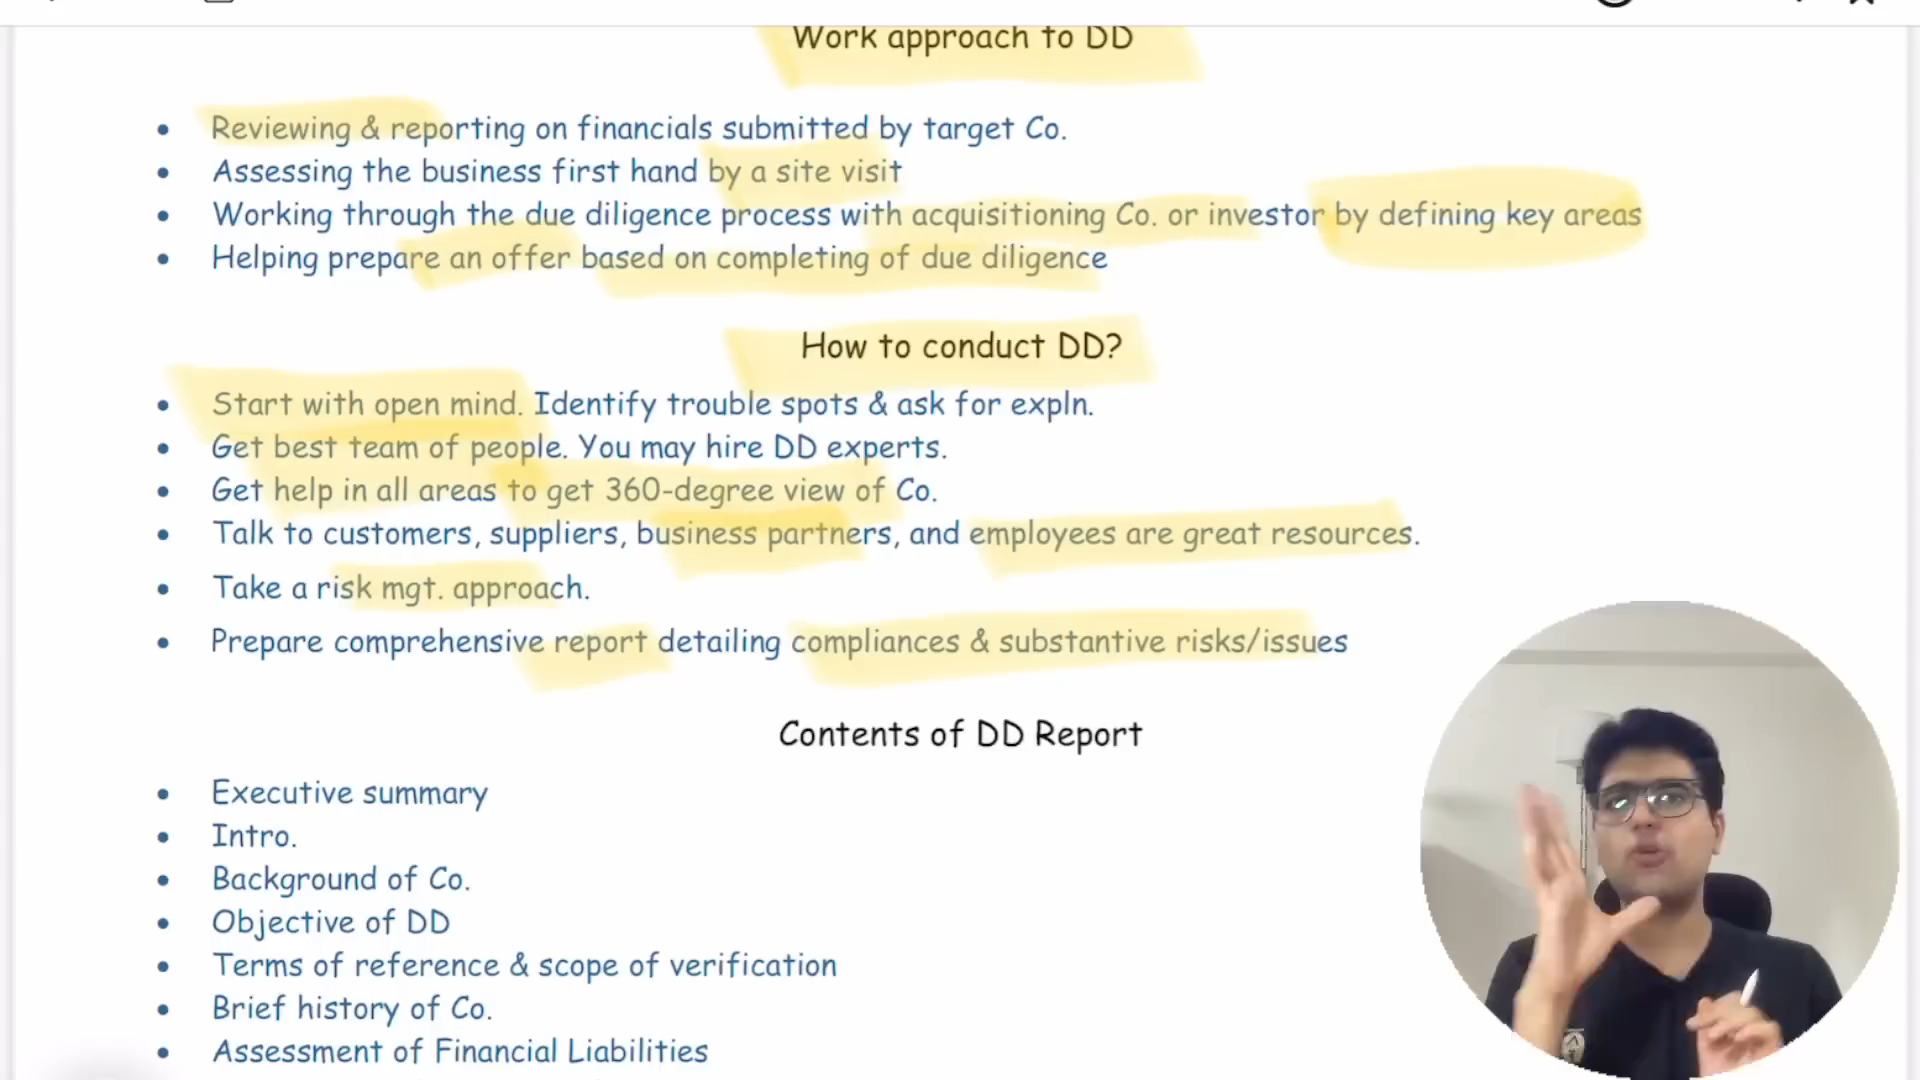 Work approach to DD
• Reviewing & reporting on financials submitted by target Co.
• Assessing the business first hand by a site visit
• Working through the due diligence process with acquisitioning Co. or investor by defining key areas
• Helping prepare an offer based on completing of due diligence
How to conduct DD?
• Start with open mind. Identify trouble spots & ask for expln.
• Get best team of people. You may hire DD experts.
• Get help in all areas to get 360-degree view of Co.
• Talk to customers, suppliers, business partners, and employees are great resources.
• Take a risk mgt. approach.
• Prepare comprehensive report detailing compliances & substantive risks/issues
Contents of DD Report
• Executive summary
• Intro.
• Background of Co.
• Objective of DD
• Terms of reference & scope of verification
• Brief history of Co.
• Assessment of Financial Liabilities